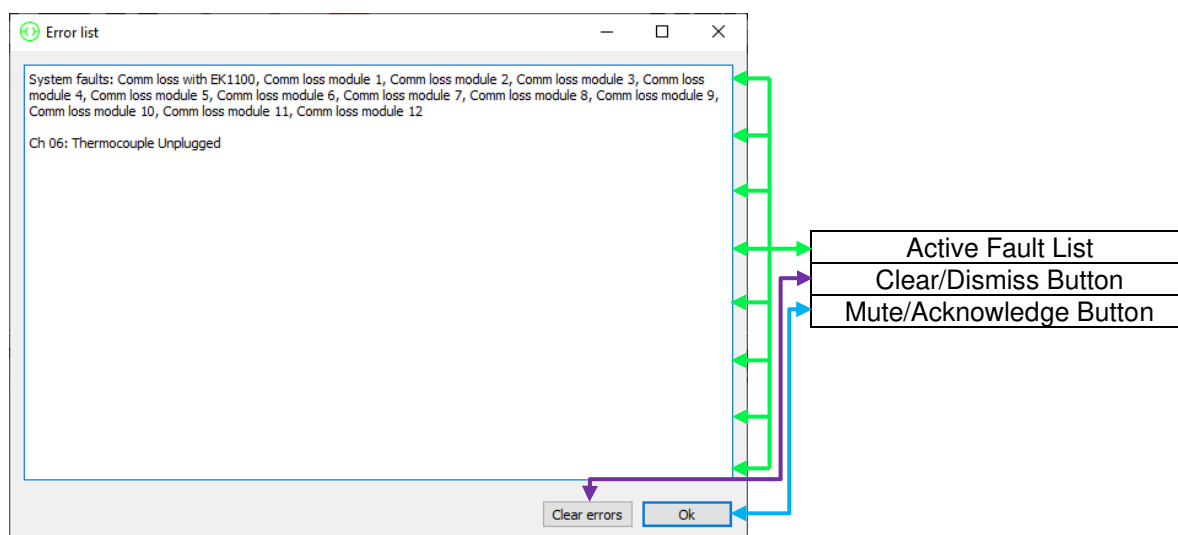 Error list
System faults: Comm loss with EK1100, Comm loss module 1, Comm loss module 2, Comm loss module 3, Comm loss
module 4, Comm loss module 5, Comm loss module 6, Comm loss module 7, Comm loss module 8, Comm loss module 9,
Comm loss module 10, Comm loss module 11, Comm loss module 12
Ch 06: Thermocouple Unplugged
Active Fault List
Clear/Dismiss Button
Mute/Acknowledge Button
Clear errors
Ok